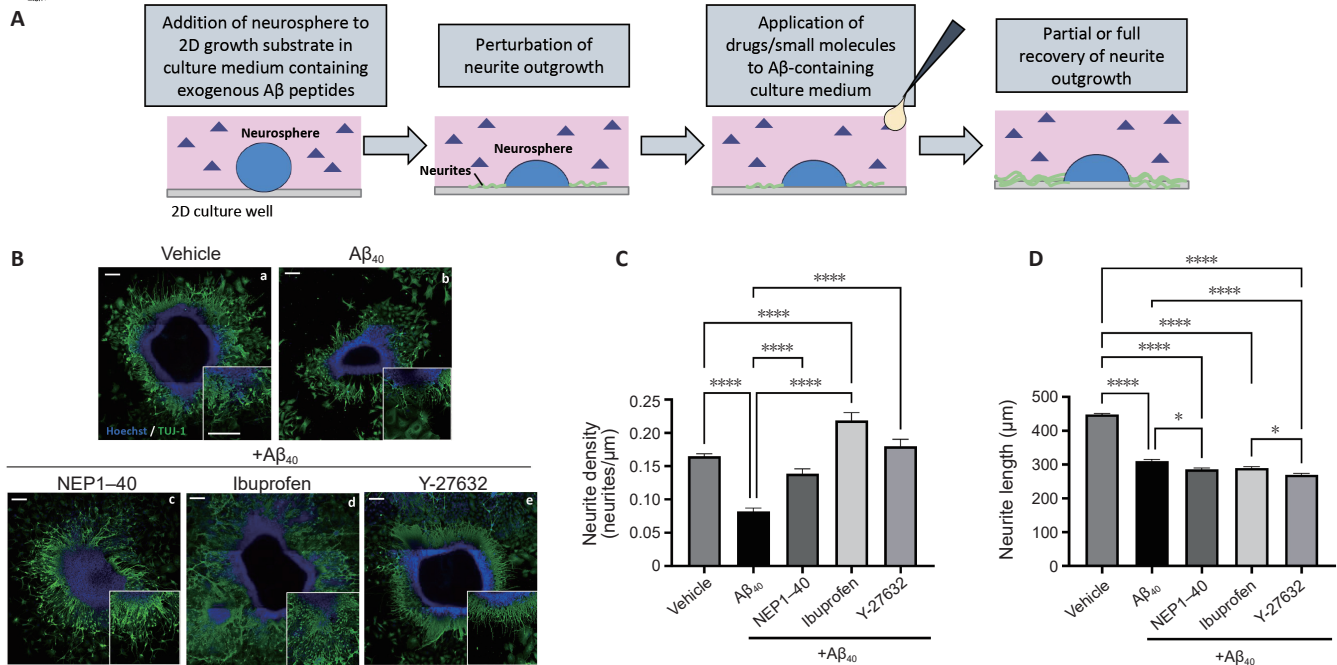 A
Addition of neurosphere to
2D growth substrate in
culture medium containing
exogenous Aβ peptides
Perturbation of
neurite outgrowth
Application of
drugs/small molecules
to Aβ-containing
culture medium
Partial or full
recovery of neurite
outgrowth
Neurosphere
Neurosphere
Neurites
2D culture well
B
Vehicle
Aβ₄₀
a
b
Hoechst / TUJ-1
+Aβ₄₀
NEP1–40
Ibuprofen
Y-27632
c
d
e
C
****
****
****
****
****
Neurite density
(neurites/μm)
0.25
0.20
0.15
0.10
0.05
0
Vehicle
Aβ₄₀
NEP1–40
Ibuprofen
Y-27632
+Aβ₄₀
D
****
****
****
****
****
*
*
Neurite length (μm)
500
400
300
200
100
0
Vehicle
Aβ₄₀
NEP1–40
Ibuprofen
Y-27632
+Aβ₄₀